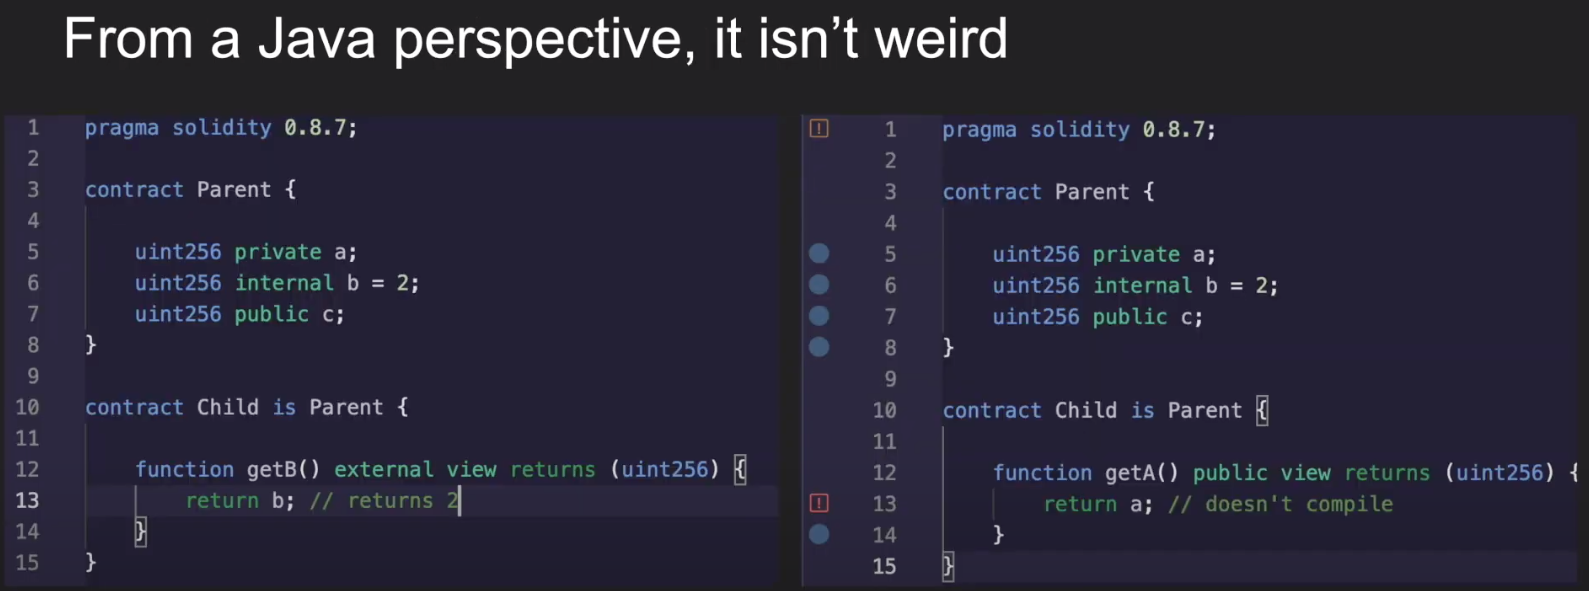 From a Java perspective, it isn’t weird
1 pragma solidity 0.8.7;
2
3 contract Parent {
4
5 uint256 private a;
6 uint256 internal b = 2;
7 uint256 public c;
8 }
9
10 contract Child is Parent {
11
12 function getB() external view returns (uint256) {
13 return b; // returns 2
14 }
15 }
1 pragma solidity 0.8.7;
2
3 contract Parent {
4
5 uint256 private a;
6 uint256 internal b = 2;
7 uint256 public c;
8 }
9
10 contract Child is Parent {
11
12 function getA() public view returns (uint256) {
13 return a; // doesn't compile
14 }
15 }